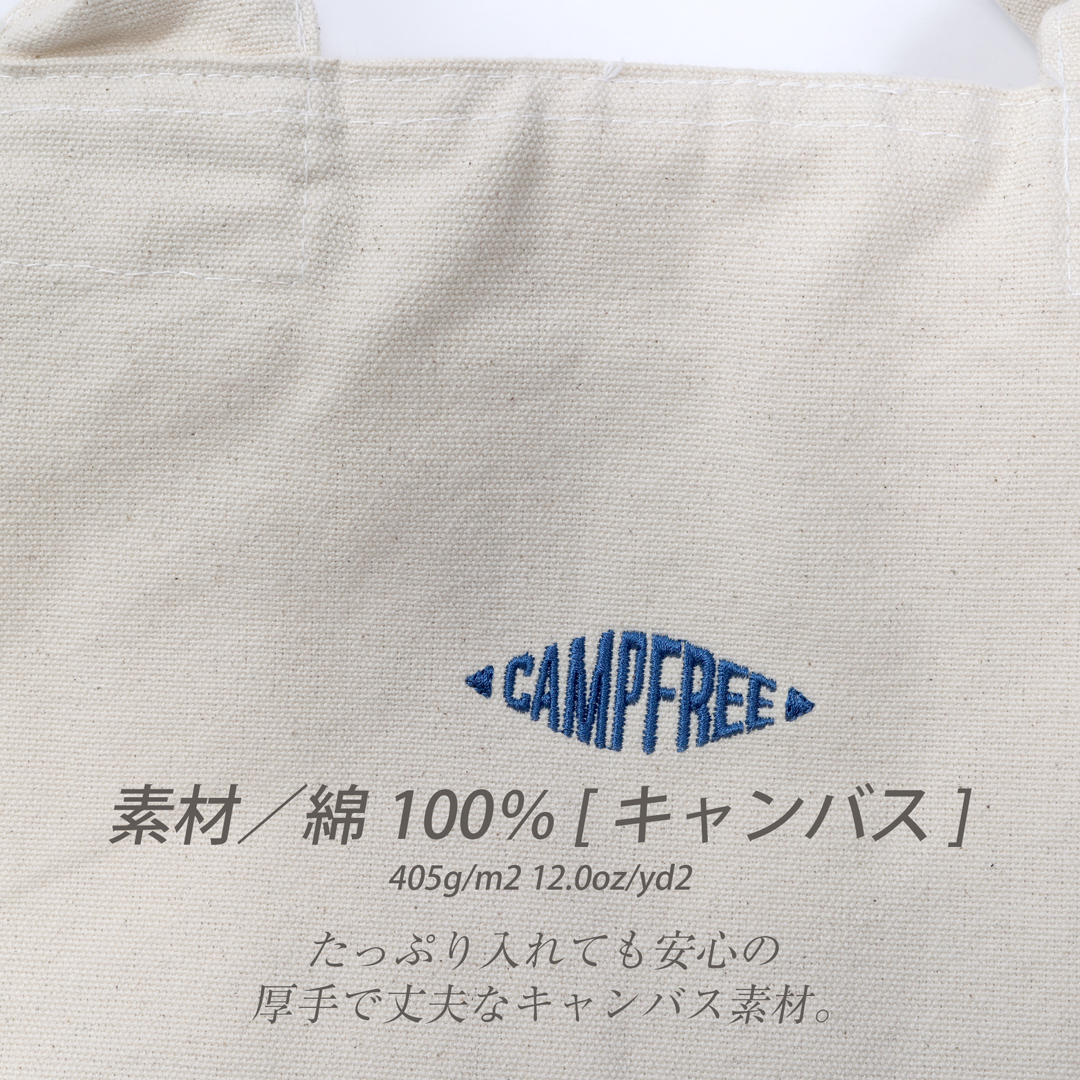 CAMPFREE
素材／綿 100% [ キャンバス ]
405g/m2 12.0oz/yd2
たっぷり入れても安心の
厚手で丈夫なキャンバス素材。